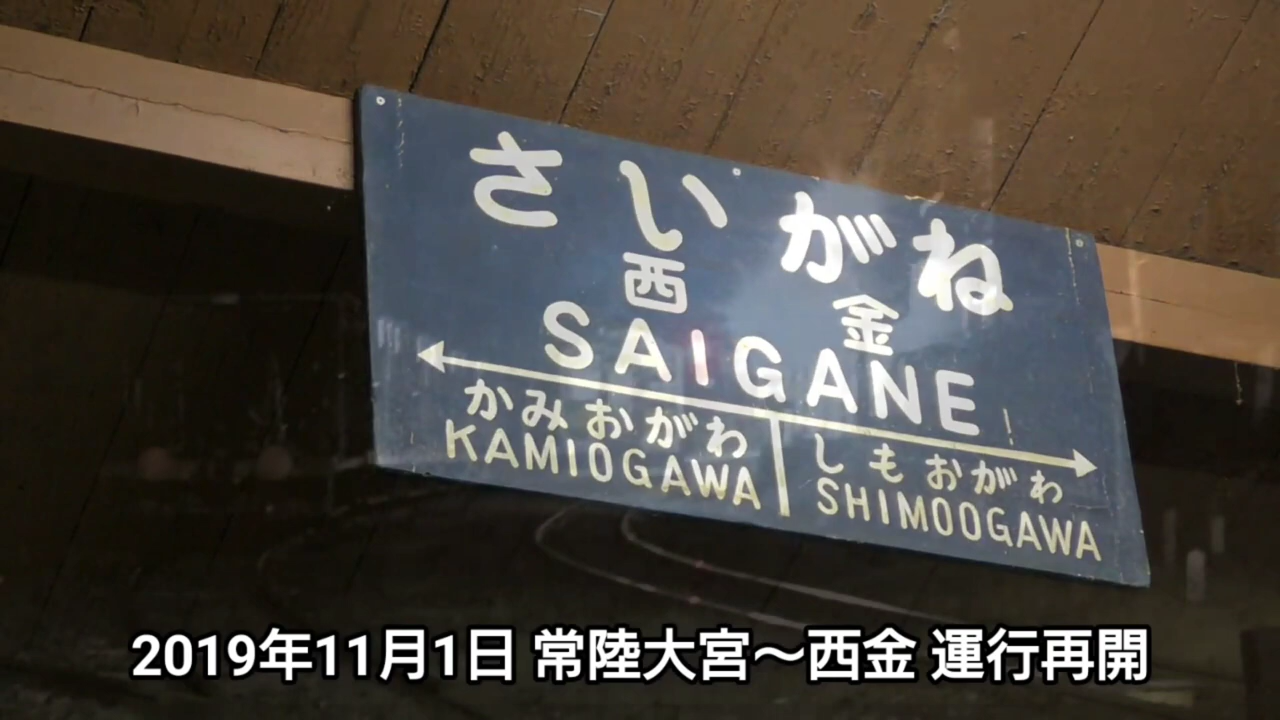 さいがね
西金
SAIGANE
かみおがわ
KAMIOGAWA
しもおがわ
SHIMOOGAWA
2019年11月1日 常陸大宮～西金 運行再開